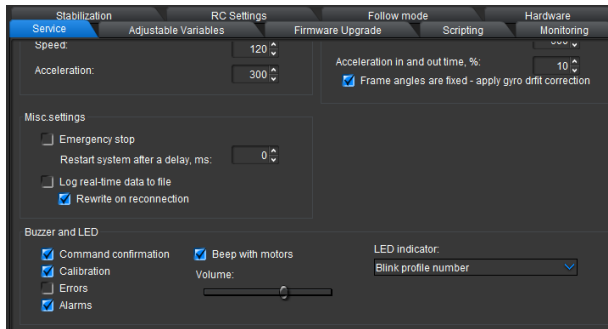 Stabilization RC Settings Follow mode Hardware
Service Adjustable Variables Firmware Upgrade Scripting Monitoring
Speed: 120
Acceleration: 300
Acceleration in and out time, %: 10
Frame angles are fixed - apply gyro drfit correction
Misc.settings
Emergency stop
Restart system after a delay, ms: 0
Log real-time data to file
Rewrite on reconnection
Buzzer and LED
Command confirmation
Calibration
Errors
Alarms
Beep with motors
Volume:
LED indicator:
Blink profile number